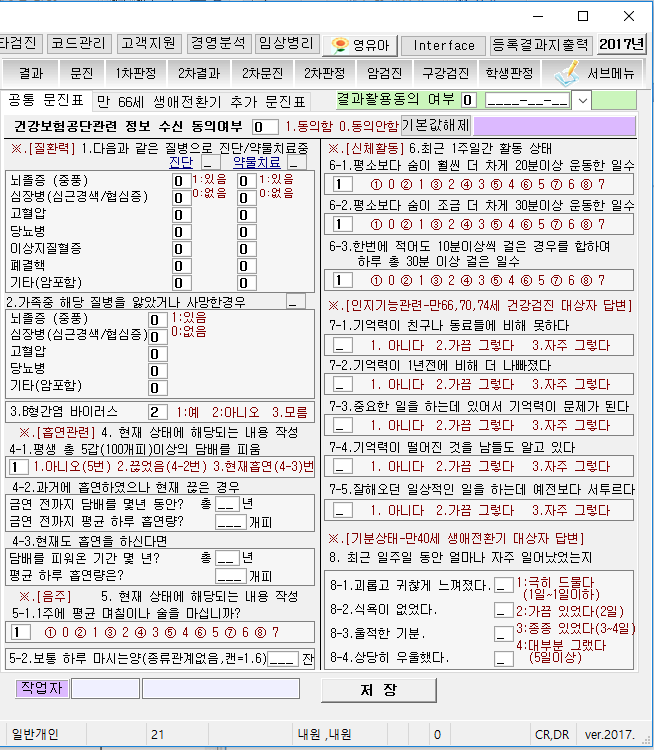 타검진 코드관리 고객지원 경영분석 임상병리 영유아 Interface 등록결과지출력 2017년
결과 문진 1차판정 2차결과 2차문진 2차판정 암검진 구강검진 학생판정 서브메뉴
공통 문진표 만 66세 생애전환기 추가 문진표 결과활용동의 여부 0 ____-__-__
건강보험공단관련 정보 수신 동의여부 0 1.동의함 0.동의안함 기본값해제
※.[질환력] 1.다음과 같은 질병으로 진단/약물치료중
진단 _ 약물치료 _
뇌졸증 (중풍) 0 1:있음 0 1:있음
심장병(심근경색/협심증) 0 0:없음 0 0:없음
고혈압 0 0
당뇨병 0 0
이상지질혈증 0 0
폐결핵 0 0
기타(암포함) 0 0
2.가족중 해당 질병을 앓았거나 사망한경우 _
뇌졸중 (중풍) 0 1:있음
심장병(심근경색/협심증) 0 0:없음
고혈압 0
당뇨병 0
기타(암포함) 0
3.B형간염 바이러스 2 1:예 2:아니오 3.모름
※.[흡연관련] 4. 현재 상태에 해당되는 내용 작성
4-1.평생 총 5갑(100개피)이상의 담배를 피움
1 1.아니오(5번) 2.끊었음(4-2번) 3.현재흡연(4-3)번
4-2.과거에 흡연하였으나 현재 끊은 경우
금연 전까지 담배를 몇년 동안? 총 __ 년
금연 전까지 평균 하루 흡연량? ___ 개피
4-3.현재도 흡연을 하신다면
담배를 피워온 기간 몇 년? 총 __ 년
평균 하루 흡연량은? ___ 개피
※.[음주] 5. 현재 상태에 해당되는 내용 작성
5-1.1주에 평균 며칠이나 술을 마십니까?
1 ① 0 ② 1 ③ 2 ④ 3 ⑤ 4 ⑥ 5 ⑦ 6 ⑧ 7
5-2.보통 하루 마시는양(종류관계없음,캔=1.6) ___ 잔
※.[신체활동] 6.최근 1주일간 활동 상태
6-1.평소보다 숨이 훨씬 더 차게 20분이상 운동한 일수
1 ① 0 ② 1 ③ 2 ④ 3 ⑤ 4 ⑥ 5 ⑦ 6 ⑧ 7
6-2.평소보다 숨이 조금 더 차게 30분이상 운동한 일수
1 ① 0 ② 1 ③ 2 ④ 3 ⑤ 4 ⑥ 5 ⑦ 6 ⑧ 7
6-3.한번에 적어도 10분이상씩 걸은 경우를 합하여
하루 총 30분 이상 걸은 일수
1 ① 0 ② 1 ③ 2 ④ 3 ⑤ 4 ⑥ 5 ⑦ 6 ⑧ 7
※.[인지기능관련-만66,70,74세 건강검진 대상자 답변]
7-1.기억력이 친구나 동료들에 비해 못하다
_ 1. 아니다 2.가끔 그렇다 3.자주 그렇다
7-2.기억력이 1년전에 비해 더 나빠졌다
_ 1. 아니다 2.가끔 그렇다 3.자주 그렇다
7-3.중요한 일을 하는데 있어서 기억력이 문제가 된다
_ 1. 아니다 2.가끔 그렇다 3.자주 그렇다
7-4.기억력이 떨어진 것을 남들도 알고 있다
_ 1. 아니다 2.가끔 그렇다 3.자주 그렇다
7-5.잘해오던 일상적인 일을 하는데 예전보다 서투르다
_ 1. 아니다 2.가끔 그렇다 3.자주 그렇다
※.[기분상태-만40세 생애전환기 대상자 답변]
8. 최근 일주일 동안 얼마나 자주 일어났었는지
8-1.괴롭고 귀찮게 느껴졌다. _ 1:극히 드물다
(1일~1일이하)
8-2.식욕이 없었다. _ 2:가끔 있었다(2일)
8-3.울적한 기분. _ 3:종종 있었다(3~4일)
8-4.상당히 우울했다. _ 4:대부분 그랬다
(5일이상)
작업자 저 장
일반개인 21 내원 ,내원 0 CR,DR ver.2017.